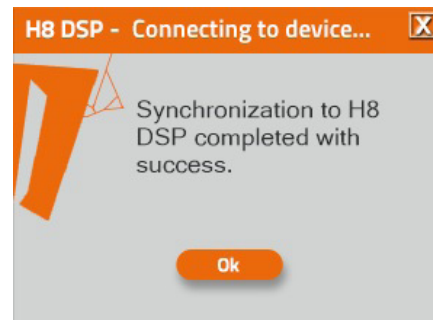 H8 DSP - Connecting to device...
X
Synchronization to H8
DSP completed with
success.
Ok